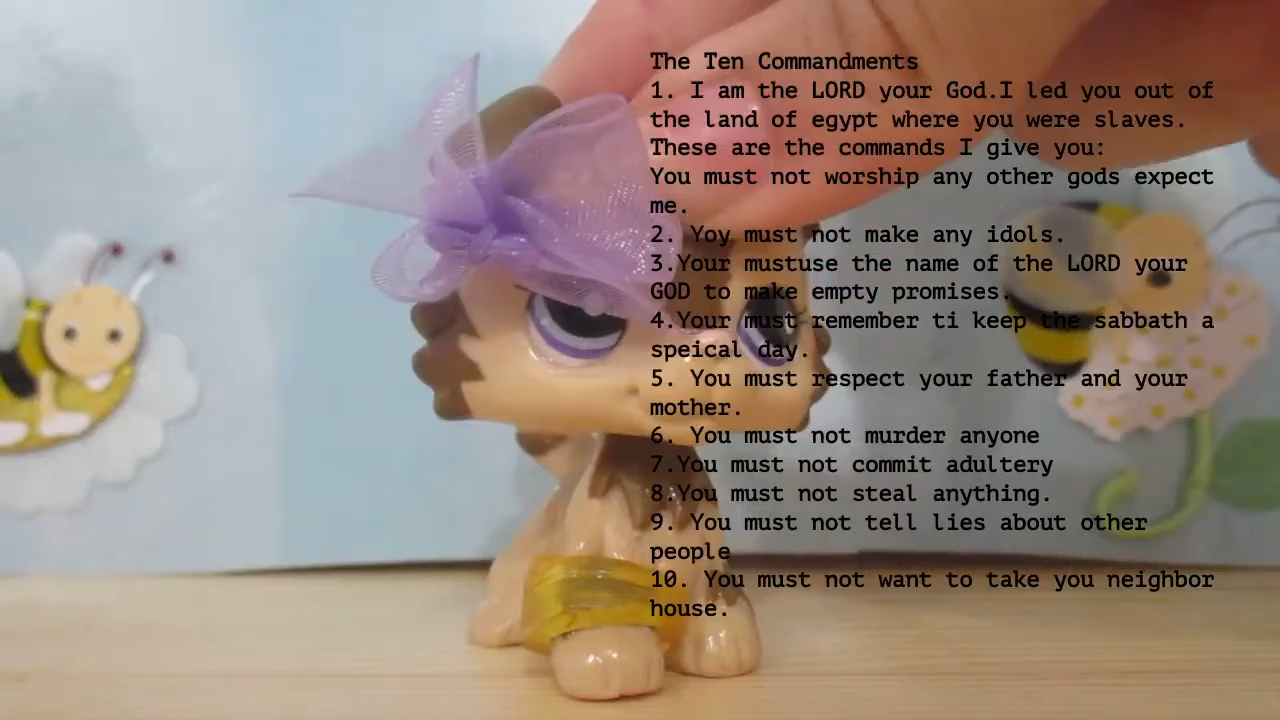 The Ten Commandments
1. I am the LORD your God.I led you out of
the land of egypt where you were slaves.
These are the commands I give you:
You must not worship any other gods expect
me.
2. Yoy must not make any idols.
3.Your mustuse the name of the LORD your
GOD to make empty promises.
4.Your must remember ti keep the sabbath a
speical day.
5. You must respect your father and your
mother.
6. You must not murder anyone
7.You must not commit adultery
8.You must not steal anything.
9. You must not tell lies about other
people
10. You must not want to take you neighbor
house.